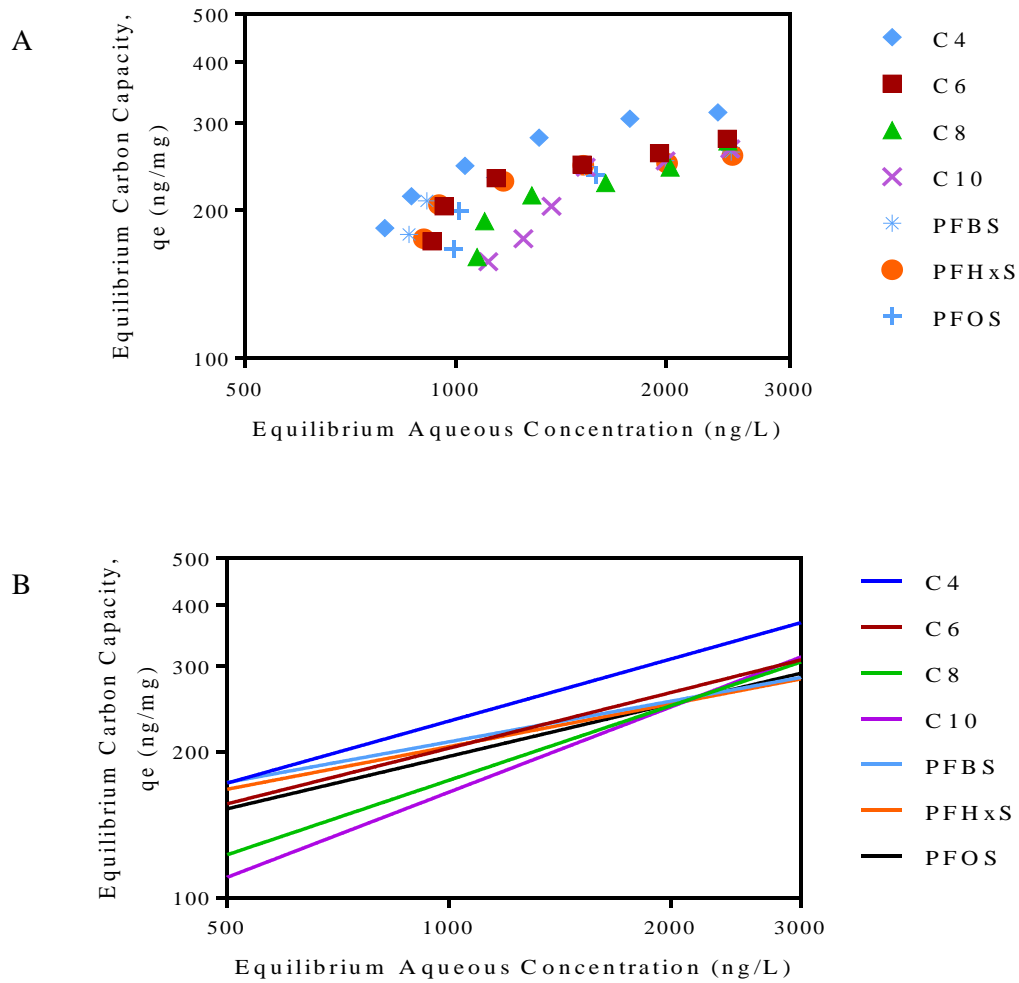 A
Equilibrium Carbon Capacity,
qe (ng/mg)
500
400
300
200
100
500
1000
2000
3000
Equilibrium Aqueous Concentration (ng/L)
C4
C6
C8
C10
PFBS
PFHxS
PFOS
B
Equilibrium Carbon Capacity,
qe (ng/mg)
500
400
300
200
100
500
1000
2000
3000
Equilibrium Aqueous Concentration (ng/L)
C4
C6
C8
C10
PFBS
PFHxS
PFOS